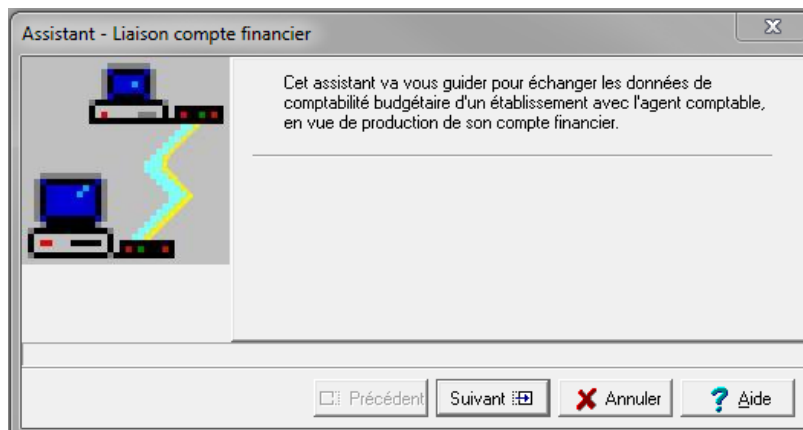 Assistant - Liaison compte financier
Cet assistant va vous guider pour échanger les données de
comptabilité budgétaire d'un établissement avec l'agent comptable,
en vue de production de son compte financier.
Précédent Suivant Annuler Aide